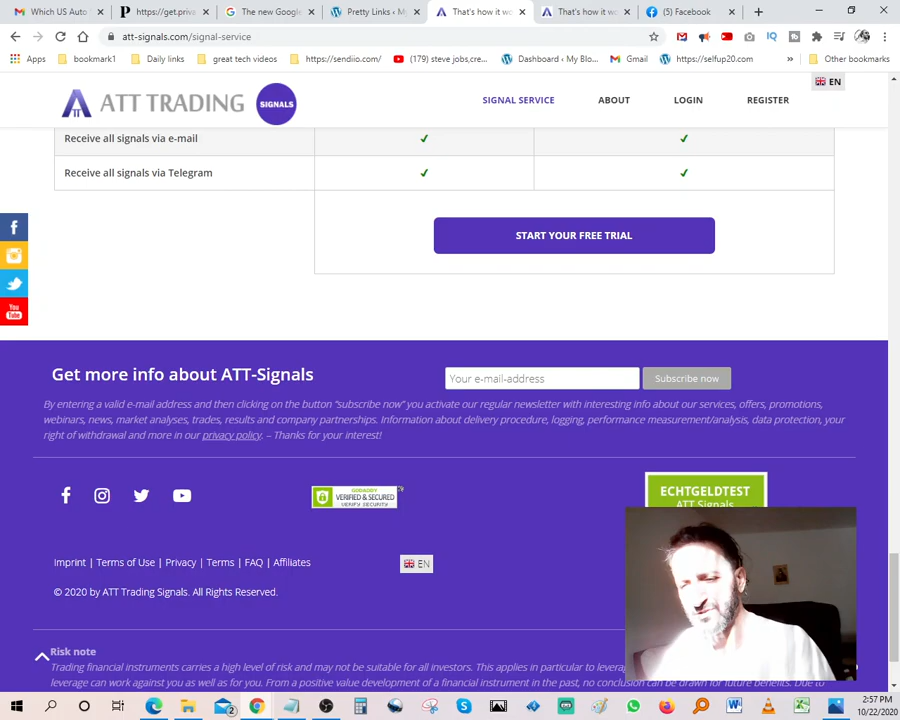 Which US Auto
https://get.priva
The new Google
Pretty Links ‹ My
That's how it wo
That's how it wo
(5) Facebook
att-signals.com/signal-service
Apps
bookmark1
Daily links
great tech videos
https://sendiio.com/
(179) steve jobs,cre...
Dashboard ‹ My Blo...
Gmail
https://selfup20.com
»
Other bookmarks
EN
ATT TRADING SIGNALS
SIGNAL SERVICE
ABOUT
LOGIN
REGISTER
Receive all signals via e-mail
Receive all signals via Telegram
START YOUR FREE TRIAL
You
Tube
Get more info about ATT-Signals
Your e-mail-address
Subscribe now
By entering a valid e-mail address and then clicking on the button "subscribe now" you activate our regular newsletter with interesting info about our services, offers, promotions,
webinars, news, market analyses, trades, results and company partnerships. Information about delivery procedure, logging, performance measurement/analysis, data protection, your
right of withdrawal and more in our privacy policy. – Thanks for your interest!
GODADDY
VERIFIED & SECURED
VERIFY SECURITY
ECHTGELDTEST
ATT Signals
Imprint | Terms of Use | Privacy | Terms | FAQ | Affiliates
EN
© 2020 by ATT Trading Signals. All Rights Reserved.
Risk note
Trading financial instruments carries a high level of risk and may not be suitable for all investors. This applies in particular to
leverage can work against you as well as for you. From a positive value development of a financial instrument in the past, no conclusion can be drawn for future benefits. Due to
2:57 PM
10/22/2020